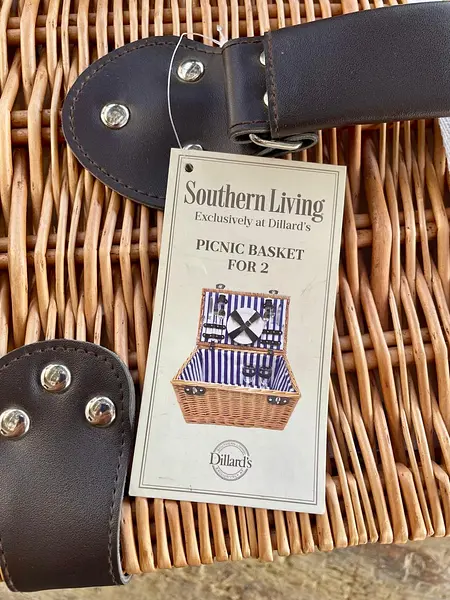 Southern Living
Exclusively at Dillard's
PICNIC BASKET
FOR 2
Dillard's